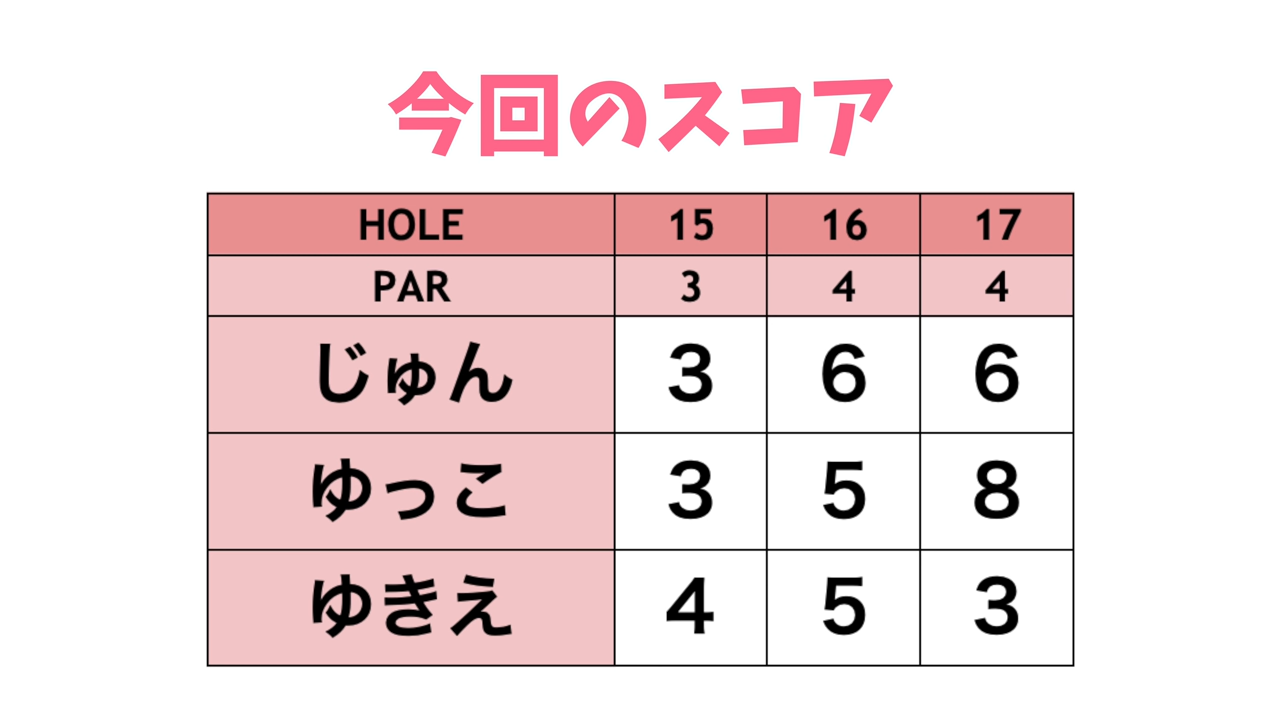 今回のスコア
HOLE 15 16 17
PAR 3 4 4
じゅん 3 6 6
ゆっこ 3 5 8
ゆきえ 4 5 3